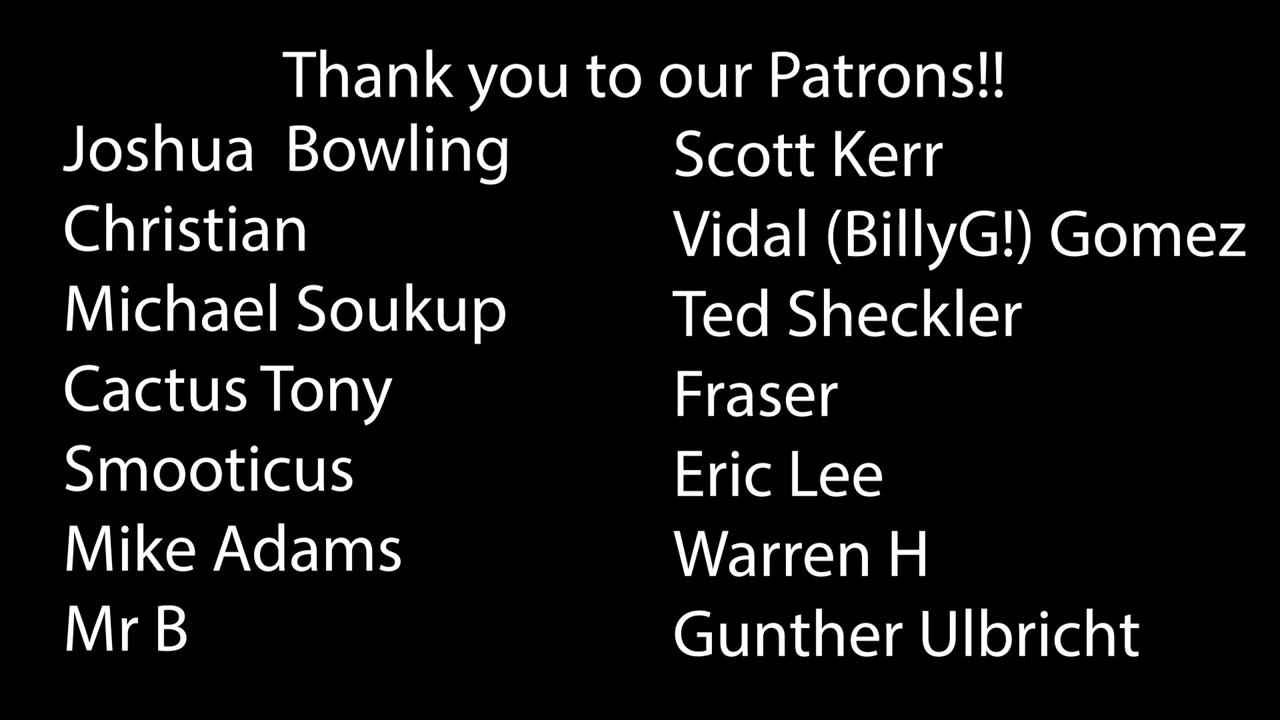 Thank you to our Patrons!!
Joshua  Bowling
Christian
Michael Soukup
Cactus Tony
Smooticus
Mike Adams
Mr B
Scott Kerr
Vidal (BillyG!) Gomez
Ted Sheckler
Fraser
Eric Lee
Warren H
Gunther Ulbricht